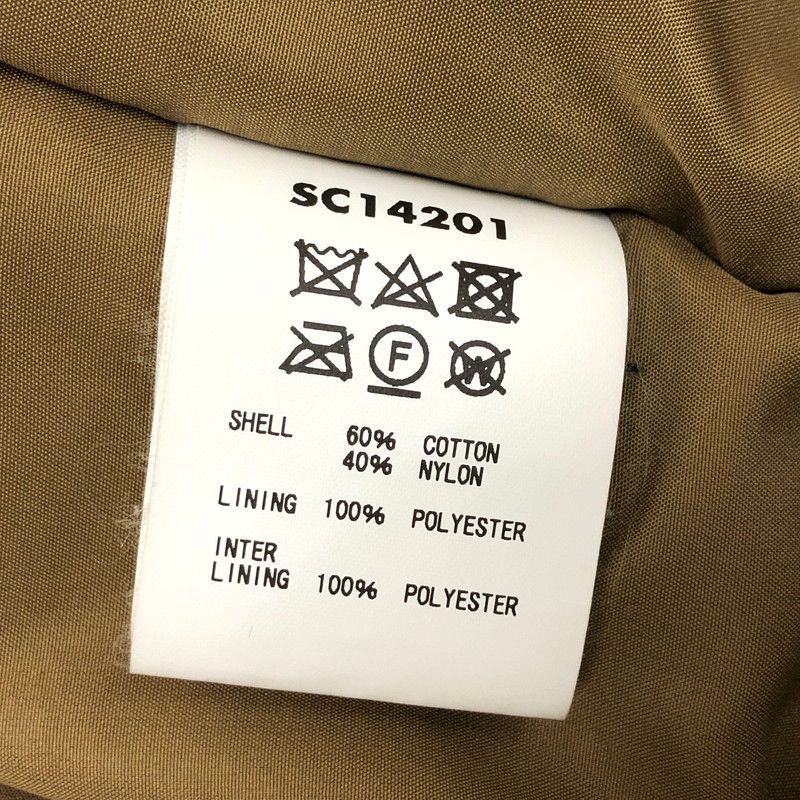 SC14201
F W
SHELL 60% COTTON
40% NYLON
LINING 100% POLYESTER
INTER
LINING 100% POLYESTER